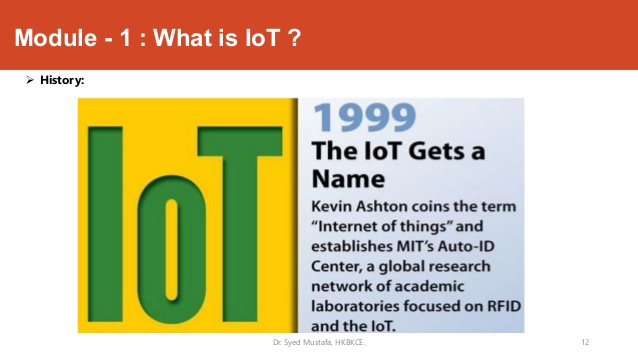 Module - 1 : What is IoT ?
➢ History:
IoT
1999
The IoT Gets a
Name
Kevin Ashton coins the term
“Internet of things” and
establishes MIT’s Auto-ID
Center, a global research
network of academic
laboratories focused on RFID
and the IoT.
Dr. Syed Mustafa, HKBKCE.
12